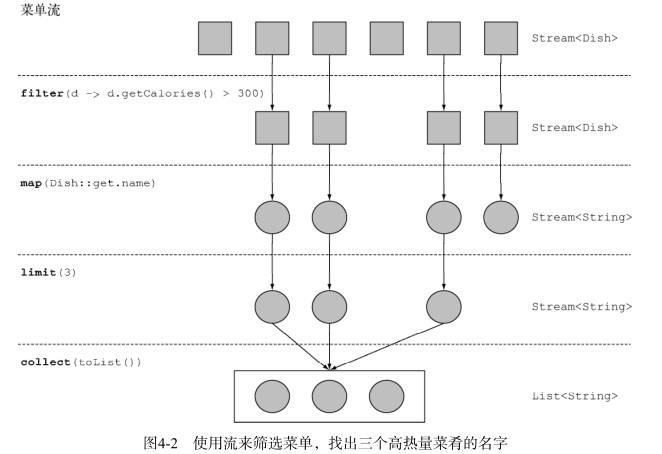 菜单流
Stream<Dish>
filter(d -> d.getCalories() > 300)
Stream<Dish>
map(Dish::get.name)
Stream<String>
limit(3)
Stream<String>
collect(toList())
List<String>
图4-2 使用流来筛选菜单，找出三个高热量菜肴的名字